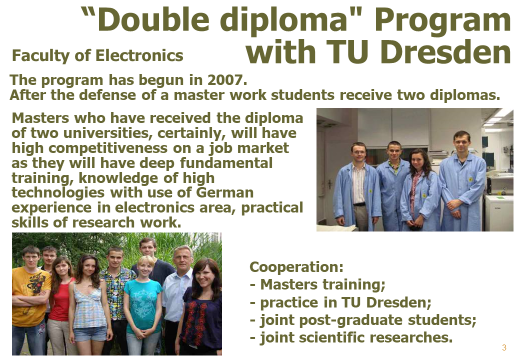 “Double diploma" Program
with TU Dresden
Faculty of Electronics
The program has begun in 2007.
After the defense of a master work students receive two diplomas.
Masters who have received the diploma
of two universities, certainly, will have
high competitiveness on a job market
as they will have deep fundamental
training, knowledge of high
technologies with use of German
experience in electronics area, practical
skills of research work.
Cooperation:
- Masters training;
- practice in TU Dresden;
- joint post-graduate students;
- joint scientific researches.
3